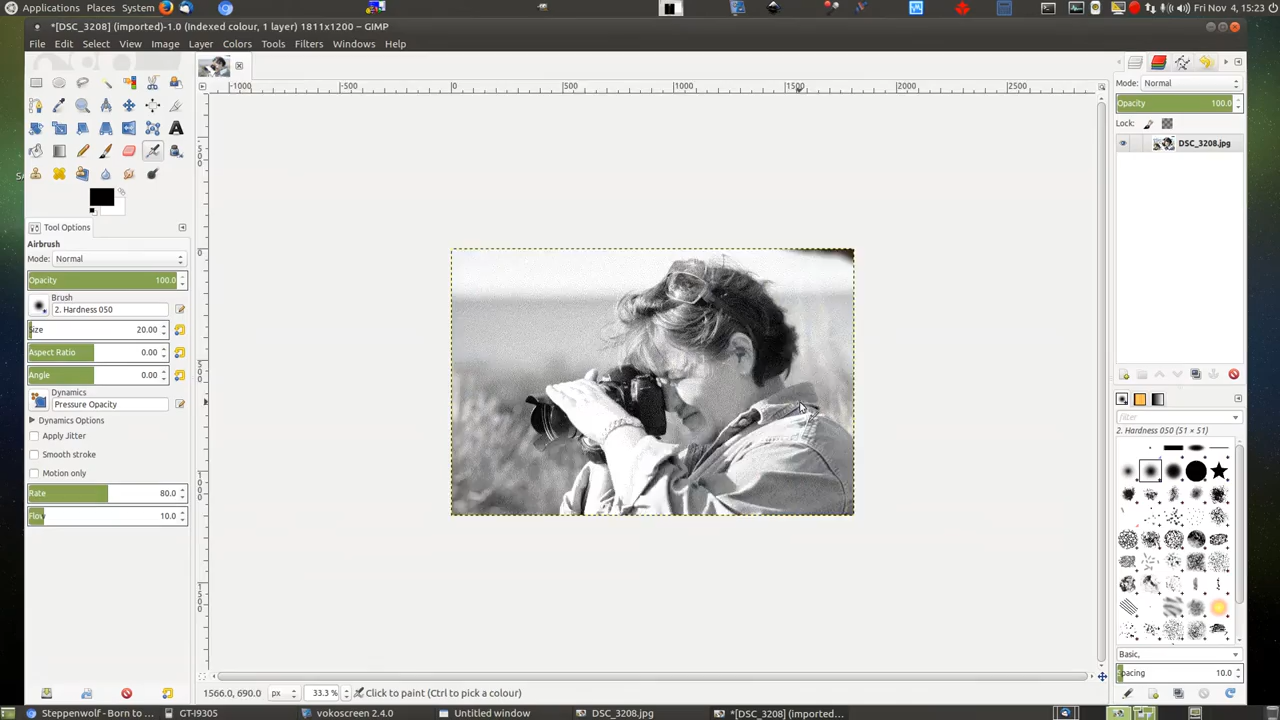 Applications Places System Fri Nov 4, 15:23
*[DSC_3208] (imported)-1.0 (Indexed colour, 1 layer) 1811x1200 – GIMP
File Edit Select View Image Layer Colors Tools Filters Windows Help
Mode: Normal
Opacity 100.0
Lock:
DSC_3208.jpg
-1000 -500 0 500 1000 1500 2000 2500
Tool Options
Airbrush
Mode: Normal
Opacity 100.0
Brush
2. Hardness 050
Size 20.00
Aspect Ratio 0.00
Angle 0.00
Dynamics
Pressure Opacity
Dynamics Options
Apply Jitter
Smooth stroke
Motion only
Rate 80.0
Flow 10.0
filter
2. Hardness 050 (51 × 51)
Basic,
Spacing 10.0
1566.0, 690.0 px 33.3 % Click to paint (Ctrl to pick a colour)
Steppenwolf - Born to ... GT-I9305 vokoscreen 2.4.0 Untitled window DSC_3208.jpg *[DSC_3208] (imported...